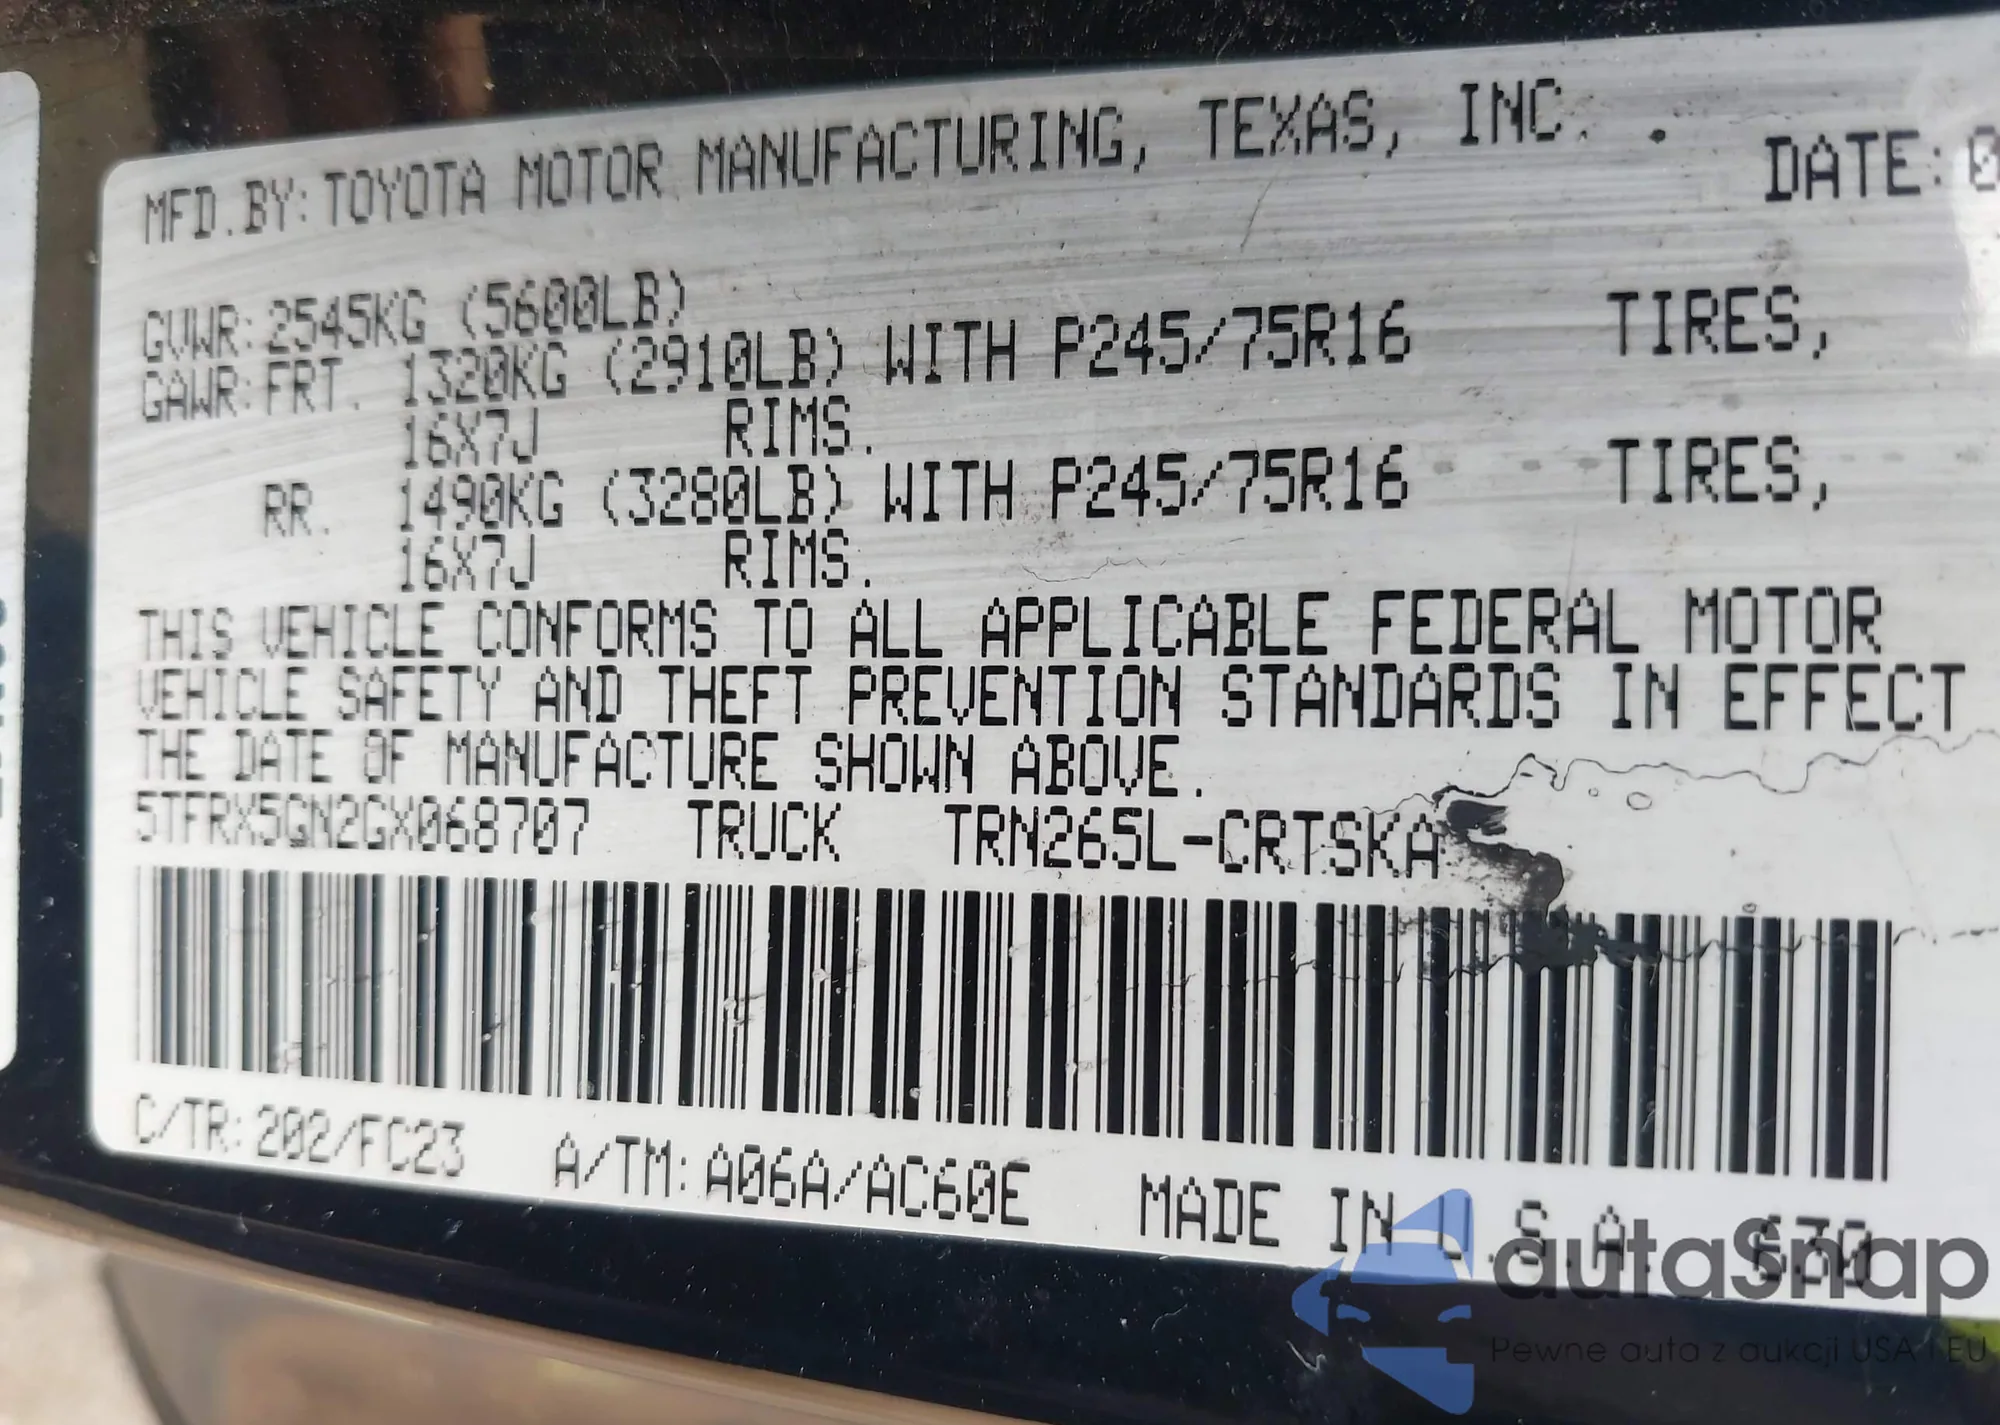 MFD.BY:TOYOTA MOTOR MANUFACTURING, TEXAS, INC. DATE:0
GVWR:2545KG (5600LB)
GAWR:FRT. 1320KG (2910LB) WITH P245/75R16 TIRES,
16X7J RIMS.
RR. 1490KG (3280LB) WITH P245/75R16 TIRES,
16X7J RIMS.
THIS VEHICLE CONFORMS TO ALL APPLICABLE FEDERAL MOTOR
VEHICLE SAFETY AND THEFT PREVENTION STANDARDS IN EFFECT
THE DATE OF MANUFACTURE SHOWN ABOVE.
5TFRX5GN2GX068707 TRUCK TRN265L-CRTSKA
C/TR:202/FC23 A/TM:A06A/AC60E MADE IN U.S.A. 630
autaSnap
Pewne auta z aukcji USA i EU